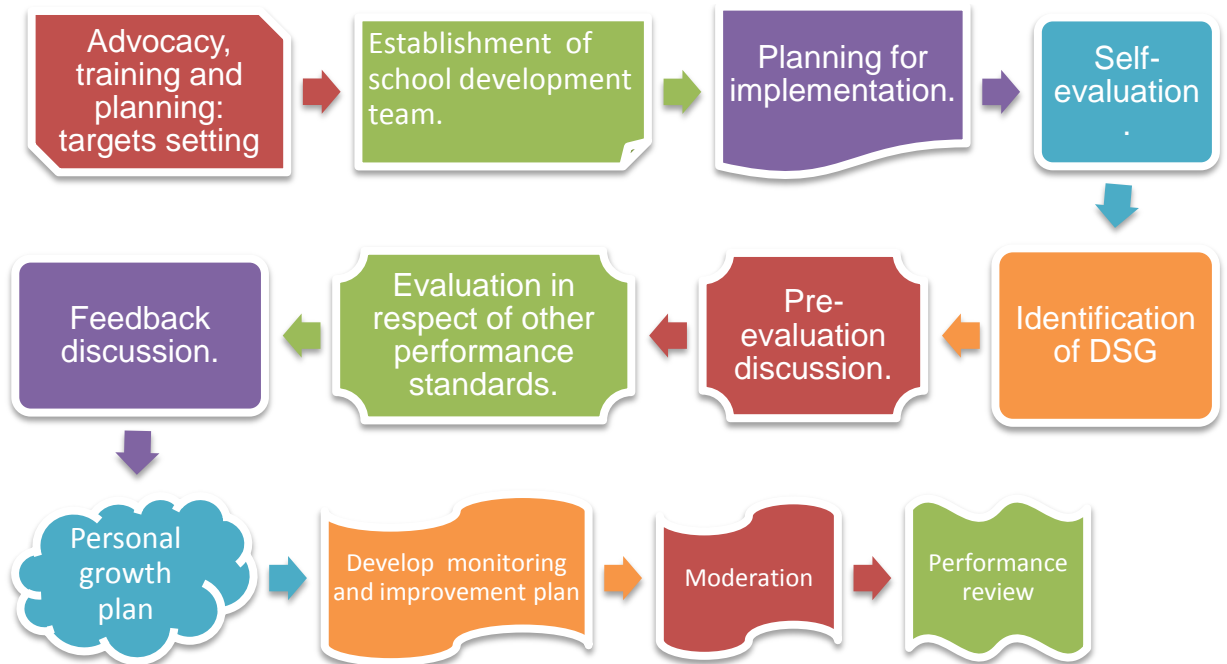 Advocacy,
training and
planning:
targets setting
Establishment of
school development
team.
Planning for
implementation.
Self-
evaluation
.
Identification
of DSG
Pre-
evaluation
discussion.
Evaluation in
respect of other
performance
standards.
Feedback
discussion.
Personal
growth
plan
Develop monitoring
and improvement plan
Moderation
Performance
review